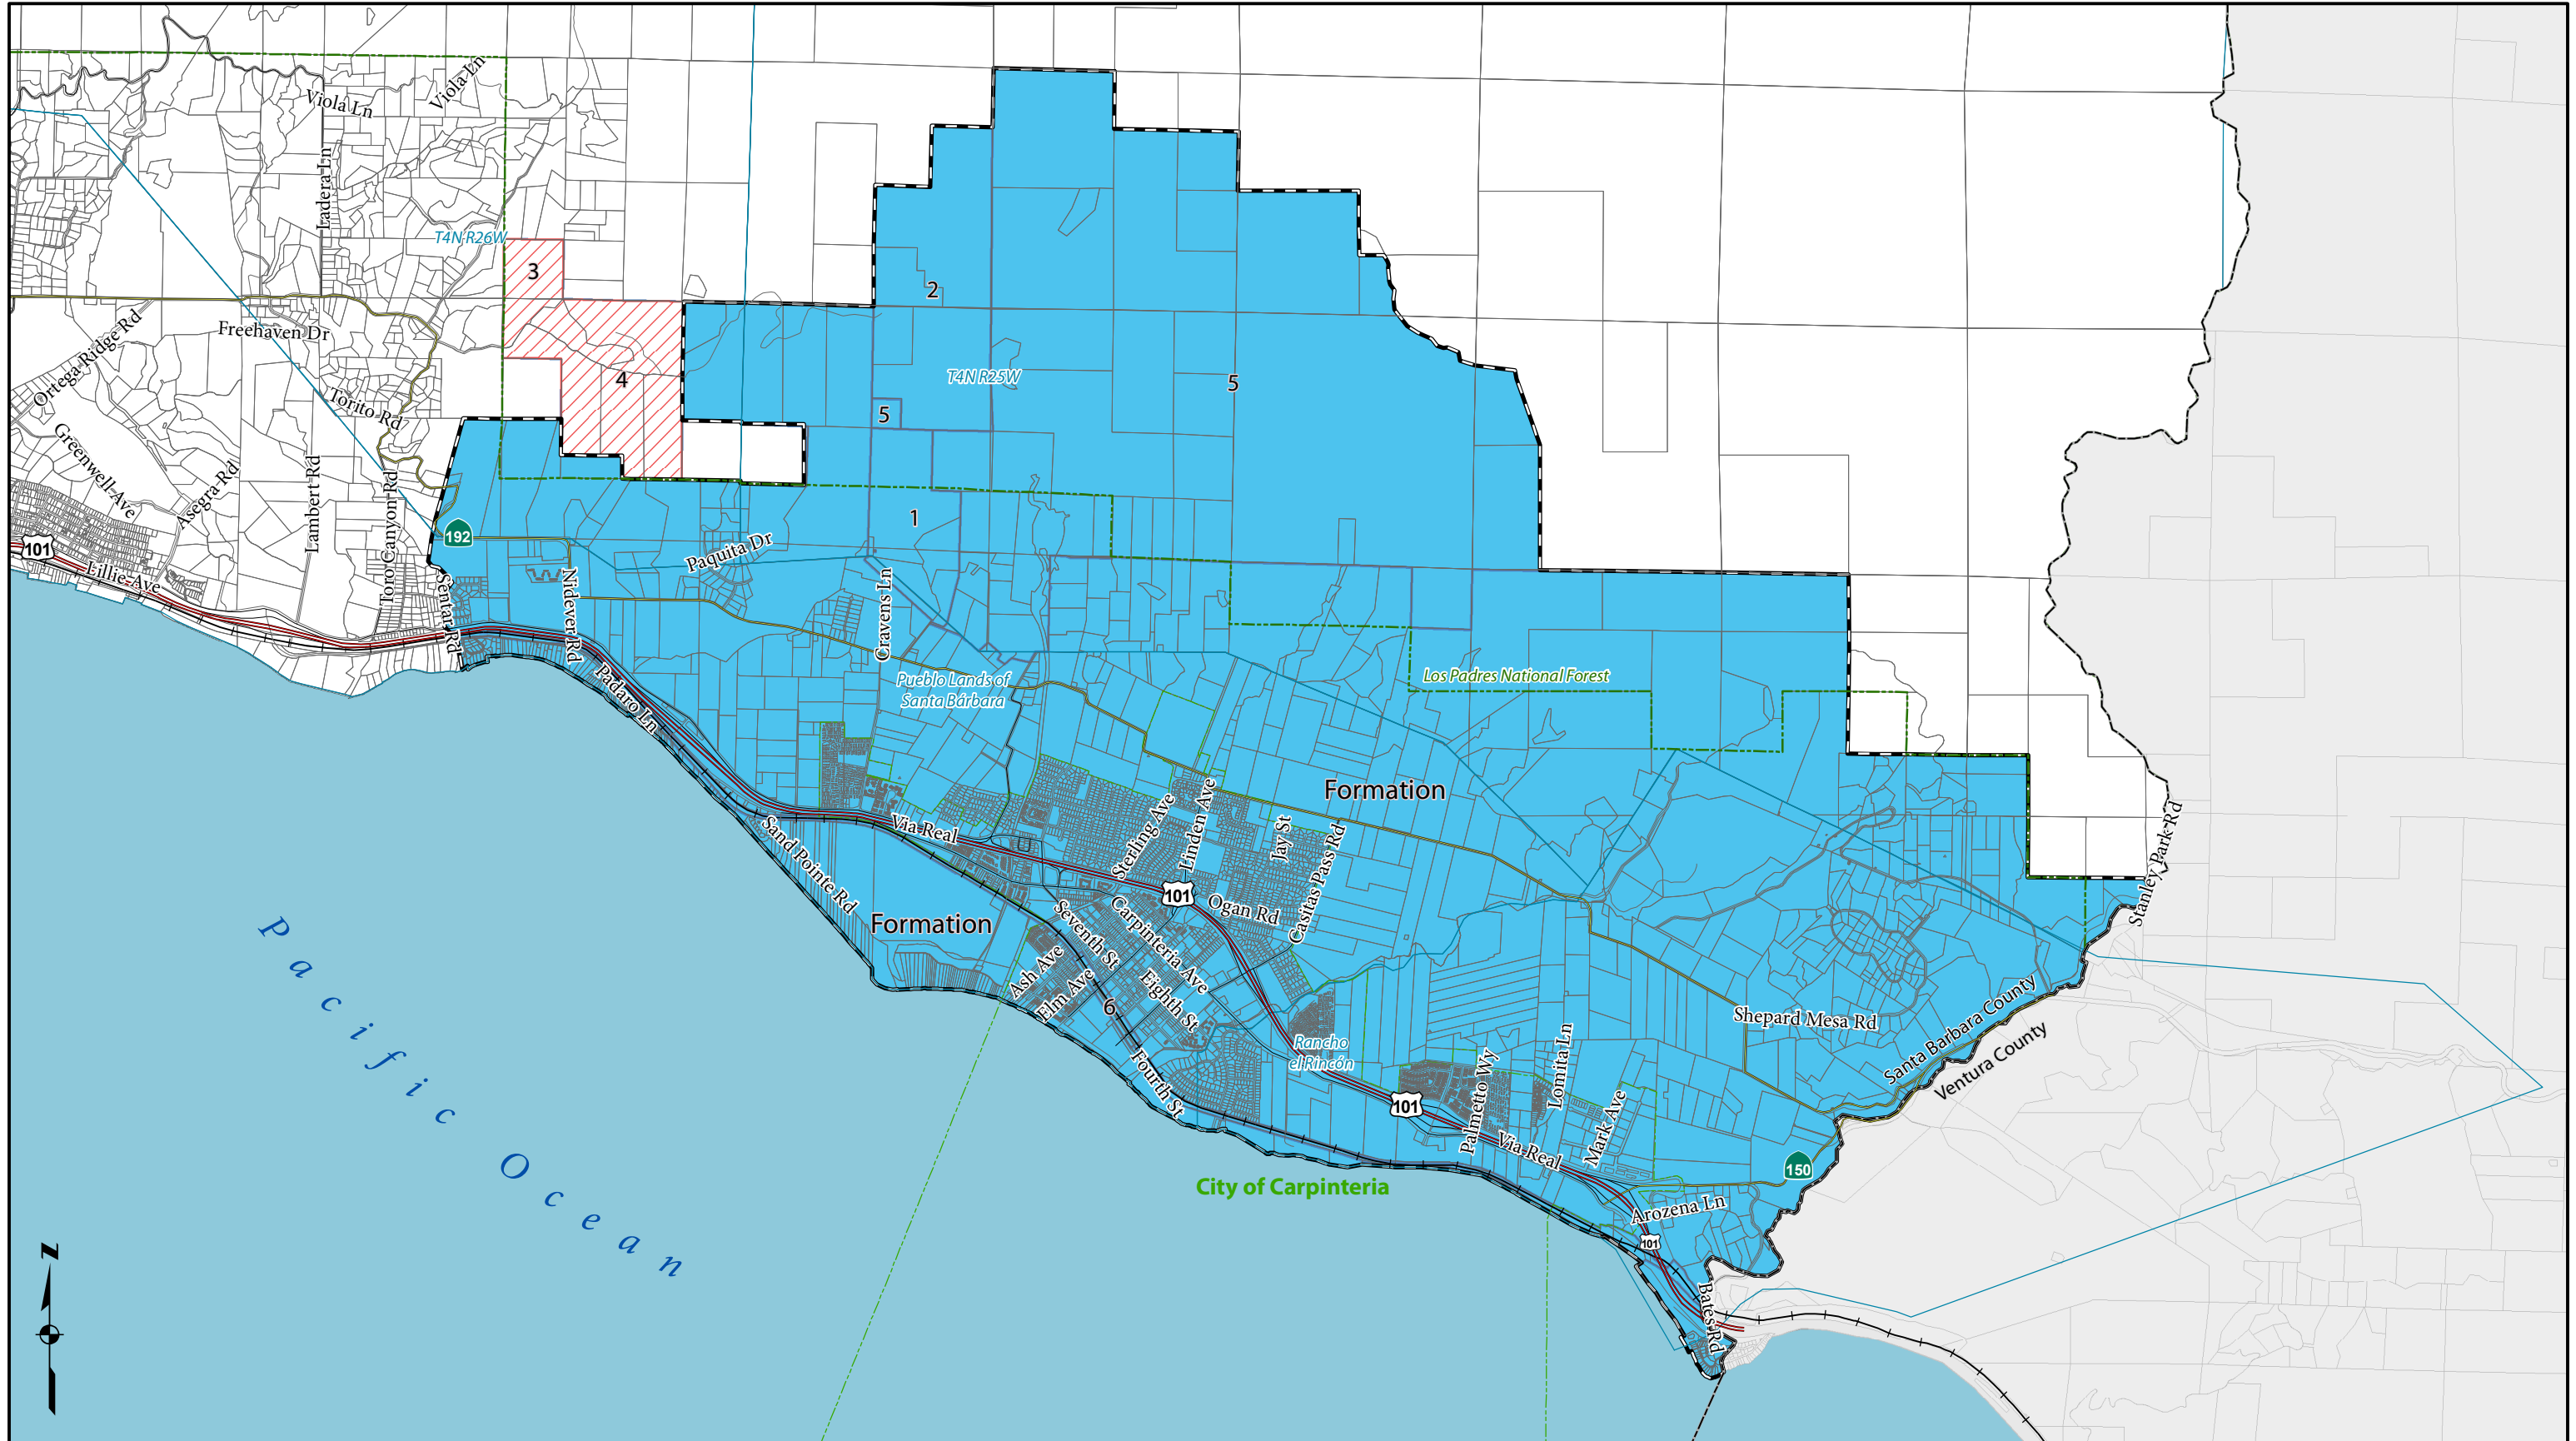 Viola Ln
Viola Ln
Ladera Ln
T4N R26W
3
2
Freehaven Dr
Ortega Ridge Rd
4
T4N R25W
5
Torito Rd
5
Greenwell Ave
Asegra Rd
Lambert Rd
Toro Canyon Rd
192
1
101
Paquita Dr
Lillie Ave
Sentar Rd
Nidever Rd
Cravens Ln
Padaro Ln
Pueblo Lands of
Santa Bárbara
Los Padres National Forest
Formation
Via Real
Sterling Ave
Linden Ave
Jay St
Casitas Pass Rd
Stanley Park Rd
Sand Pointe Rd
101
Ogan Rd
Formation
Seventh St
Carpinteria Ave
Ash Ave
Elm Ave
Eighth St
6
Shepard Mesa Rd
Santa Barbara County
Ventura County
Rancho
el Rincón
Fourth St
101
Palmetto Wy
Lomita Ln
Mark Ave
Via Real
150
City of Carpinteria
Arozena Ln
101
Bates Rd
Pacific Ocean
N